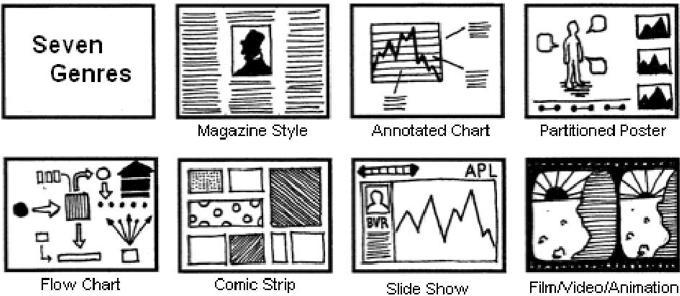 Seven
Genres
Magazine Style
Annotated Chart
Partitioned Poster
Flow Chart
Comic Strip
APL
BVR
Slide Show
Film/Video/Animation